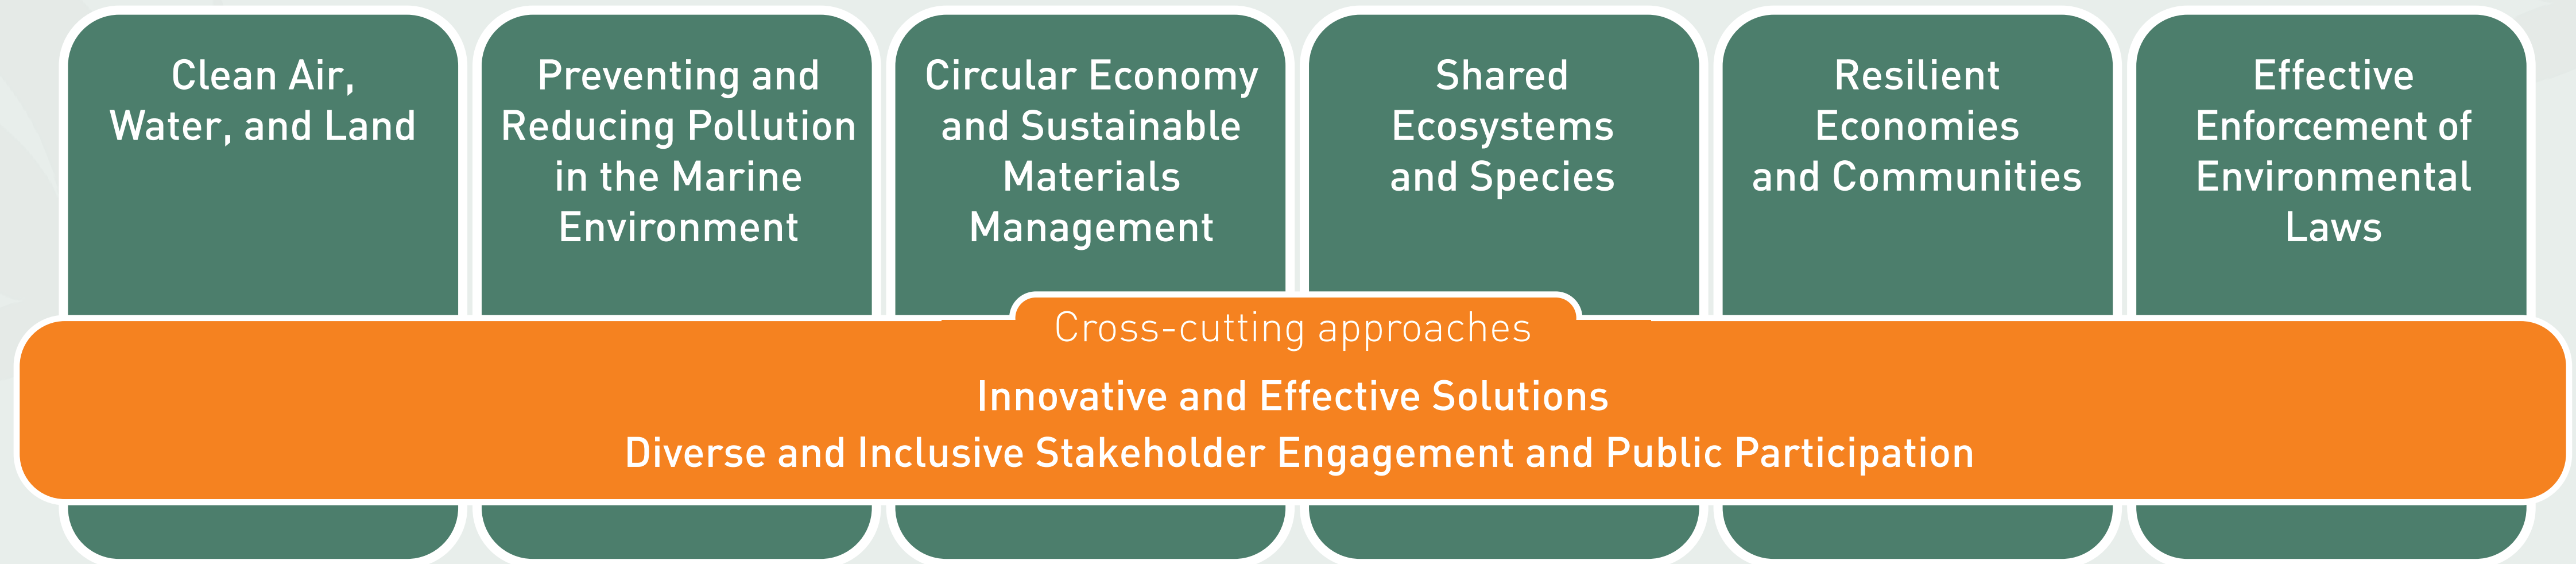 Clean Air,
Water, and Land
Preventing and
Reducing Pollution
in the Marine
Environment
Circular Economy
and Sustainable
Materials
Management
Shared
Ecosystems
and Species
Resilient
Economies
and Communities
Effective
Enforcement of
Environmental
Laws
Cross-cutting approaches
Innovative and Effective Solutions
Diverse and Inclusive Stakeholder Engagement and Public Participation